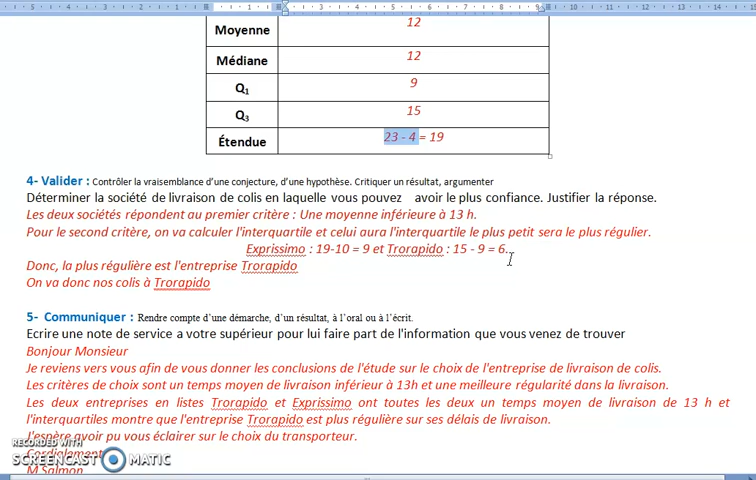 Moyenne 12
Médiane 12
Q1 9
Q3 15
Étendue 23 - 4 = 19
4- Valider : Contrôler la vraisemblance d'une conjecture, d'une hypothèse. Critiquer un résultat, argumenter
Déterminer la société de livraison de colis en laquelle vous pouvez avoir le plus confiance. Justifier la réponse.
Les deux sociétés répondent au premier critère : Une moyenne inférieure à 13 h.
Pour le second critère, on va calculer l'interquartile et celui aura l'interquartile le plus petit sera le plus régulier.
Exprissimo : 19-10 = 9 et Trorapido : 15 - 9 = 6.
Donc, la plus régulière est l'entreprise Trorapido
On va donc nos colis à Trorapido
5- Communiquer : Rendre compte d'une démarche, d'un résultat, à l'oral ou à l'écrit.
Ecrire une note de service a votre supérieur pour lui faire part de l'information que vous venez de trouver
Bonjour Monsieur
Je reviens vers vous afin de vous donner les conclusions de l'étude sur le choix de l'entreprise de livraison de colis.
Les critères de choix sont un temps moyen de livraison inférieur à 13h et une meilleure régularité dans la livraison.
Les deux entreprises en listes Trorapido et Exprissimo ont toutes les deux un temps moyen de livraison de 13 h et
l'interquartiles montre que l'entreprise Trorapido est plus régulière sur ses délais de livraison.
J'espère avoir pu vous éclairer sur le choix du transporteur.
Cordialement
M Salmon
RECORDED WITH
SCREENCAST MATIC